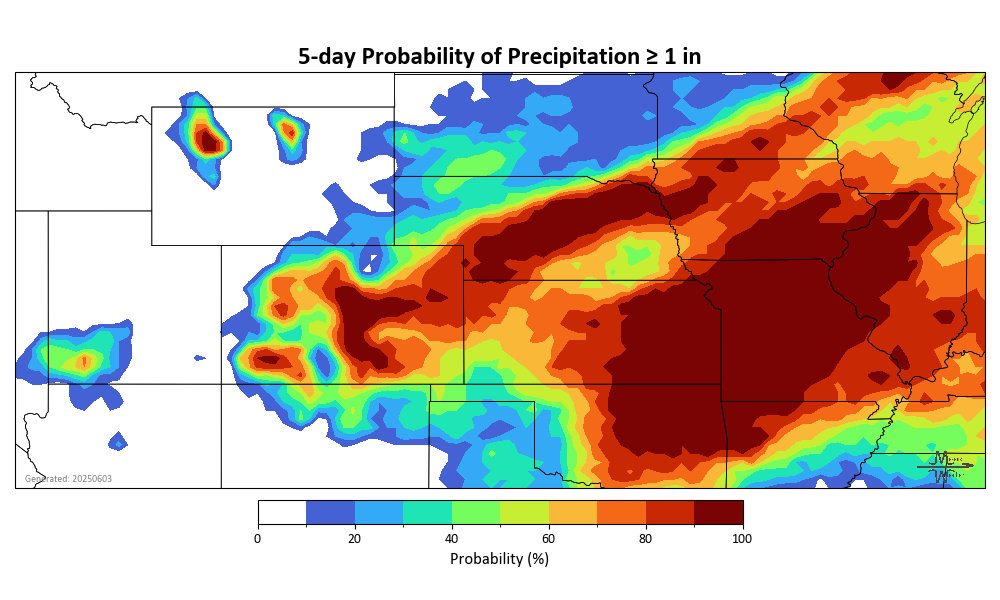 5-day Probability of Precipitation ≥ 1 in
Generated: 20250603
0 20 40 60 80 100
Probability (%)